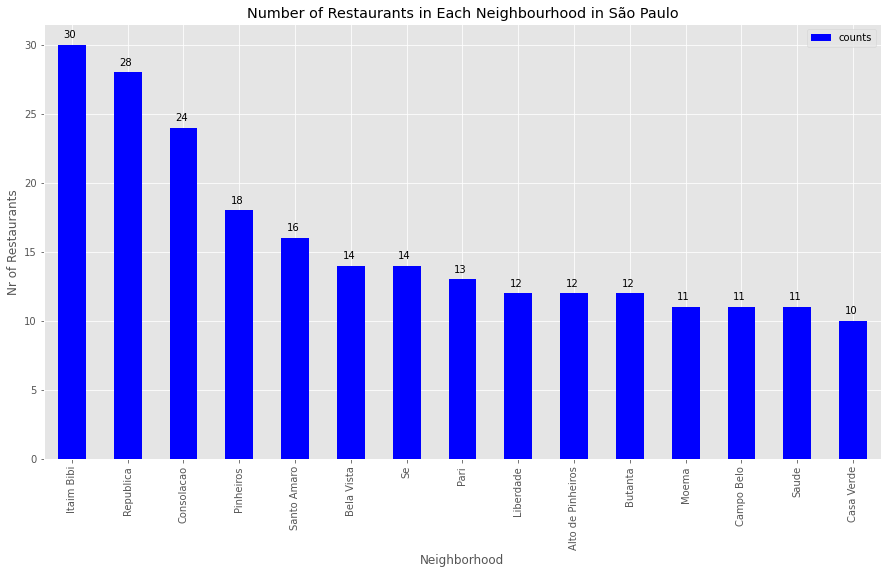 Number of Restaurants in Each Neighbourhood in São Paulo
counts
Nr of Restaurants
30
25
20
15
10
5
0
30
28
24
18
16
14
14
13
12
12
12
11
11
11
10
Itaim Bibi
Republica
Consolacao
Pinheiros
Santo Amaro
Bela Vista
Se
Pari
Liberdade
Alto de Pinheiros
Butanta
Moema
Campo Belo
Saude
Casa Verde
Neighborhood